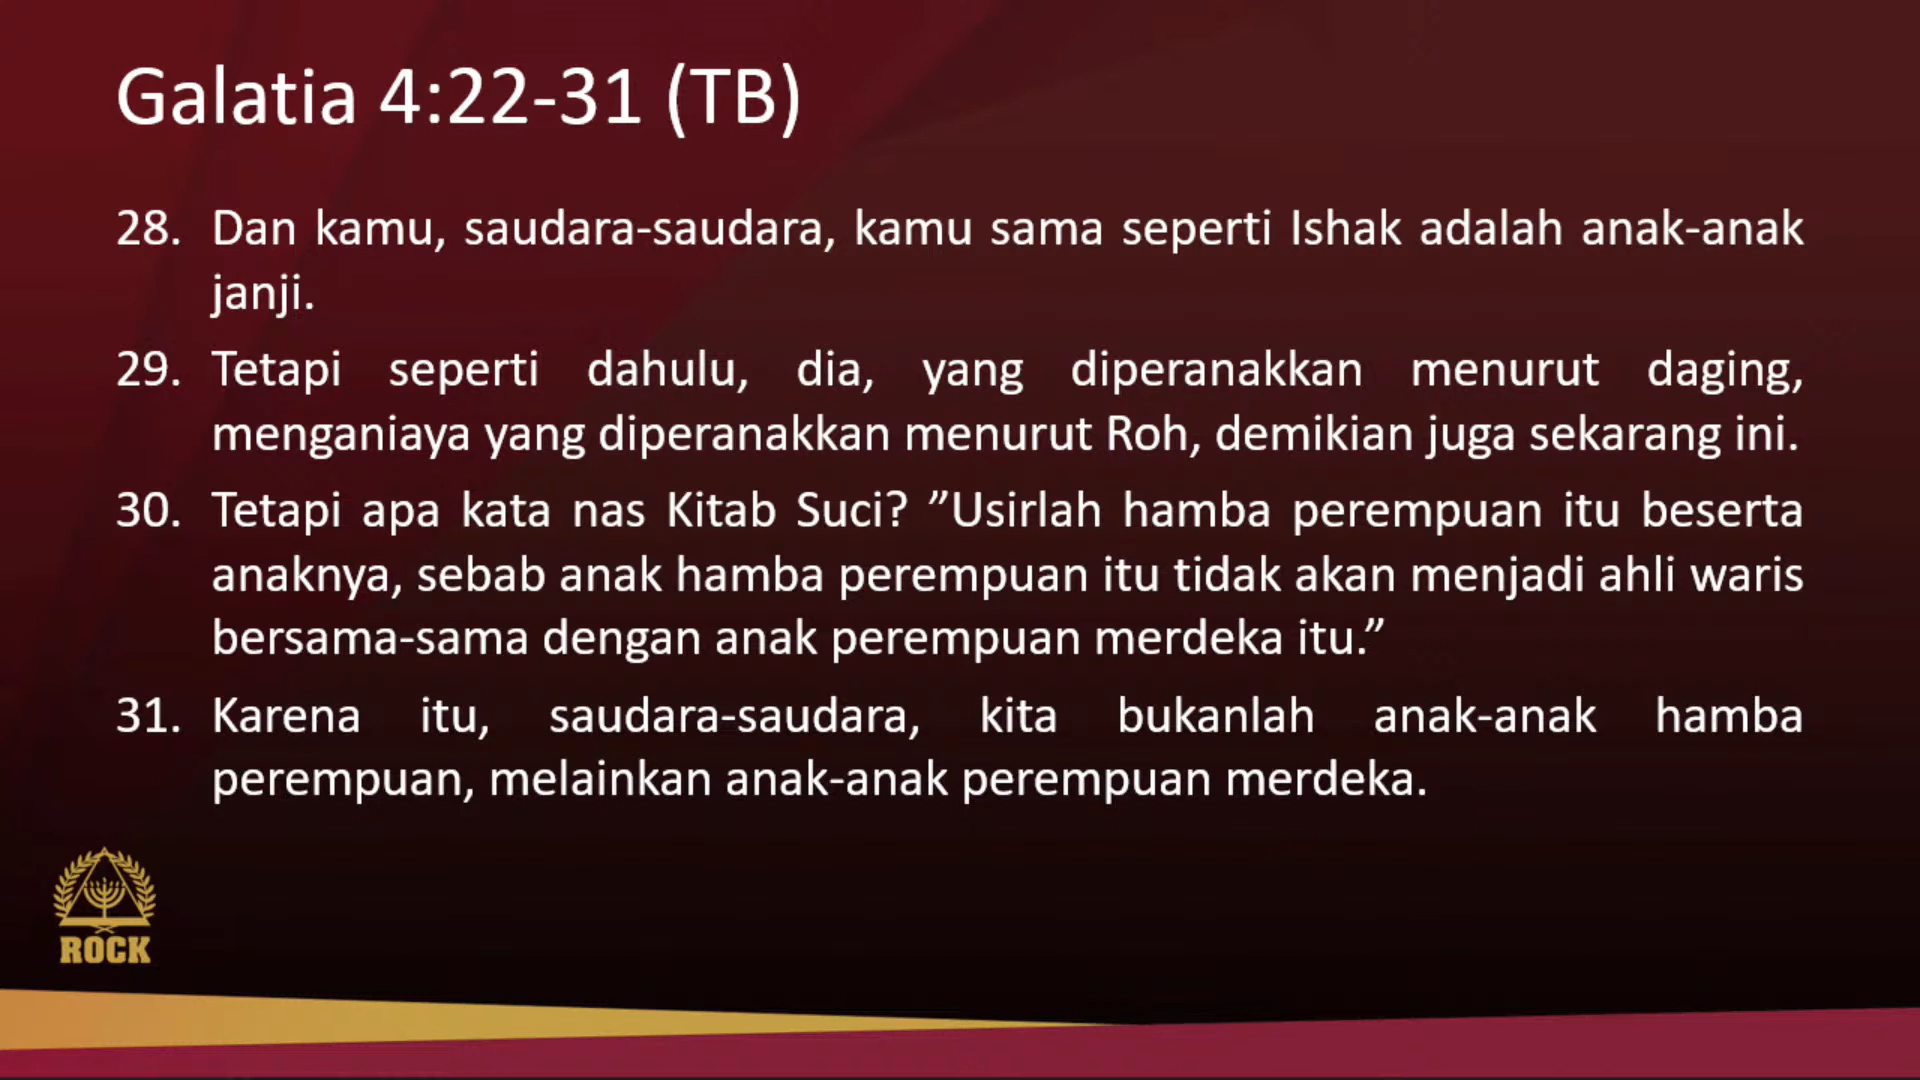 Galatia 4:22-31 (TB)
28. Dan kamu, saudara-saudara, kamu sama seperti Ishak adalah anak-anak
janji.
29. Tetapi seperti dahulu, dia, yang diperanakkan menurut daging,
menganiaya yang diperanakkan menurut Roh, demikian juga sekarang ini.
30. Tetapi apa kata nas Kitab Suci? ”Usirlah hamba perempuan itu beserta
anaknya, sebab anak hamba perempuan itu tidak akan menjadi ahli waris
bersama-sama dengan anak perempuan merdeka itu.”
31. Karena itu, saudara-saudara, kita bukanlah anak-anak hamba
perempuan, melainkan anak-anak perempuan merdeka.
ROCK